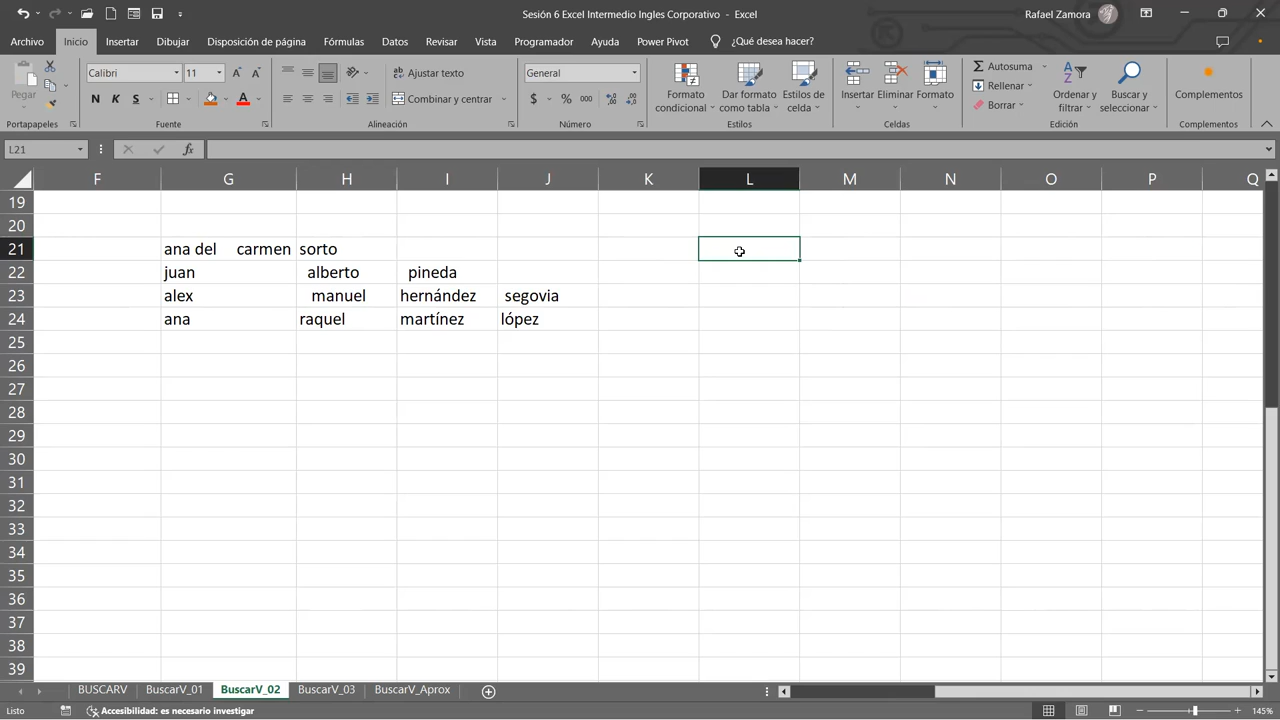 Sesión 6 Excel Intermedio Ingles Corporativo - Excel
Rafael Zamora
Archivo Inicio Insertar Dibujar Disposición de página Fórmulas Datos Revisar Vista Programador Ayuda Power Pivot ¿Qué desea hacer?
Pegar
Calibri 11
N K S
Ajustar texto
Combinar y centrar
General
$ % 000
Formato condicional
Dar formato como tabla
Estilos de celda
Insertar Eliminar Formato
Autosuma
Rellenar
Borrar
Ordenar y filtrar
Buscar y seleccionar
Complementos
Portapapeles Fuente Alineación Número Estilos Celdas Edición Complementos
L21 fx
F G H I J K L M N O P Q
19
20
21 ana del carmen sorto
22 juan alberto pineda
23 alex manuel hernández segovia
24 ana raquel martínez lópez
25
26
27
28
29
30
31
32
33
34
35
36
37
38
39
BUSCARV BuscarV_01 BuscarV_02 BuscarV_03 BuscarV_Aprox
Listo Accesibilidad: es necesario investigar 145%